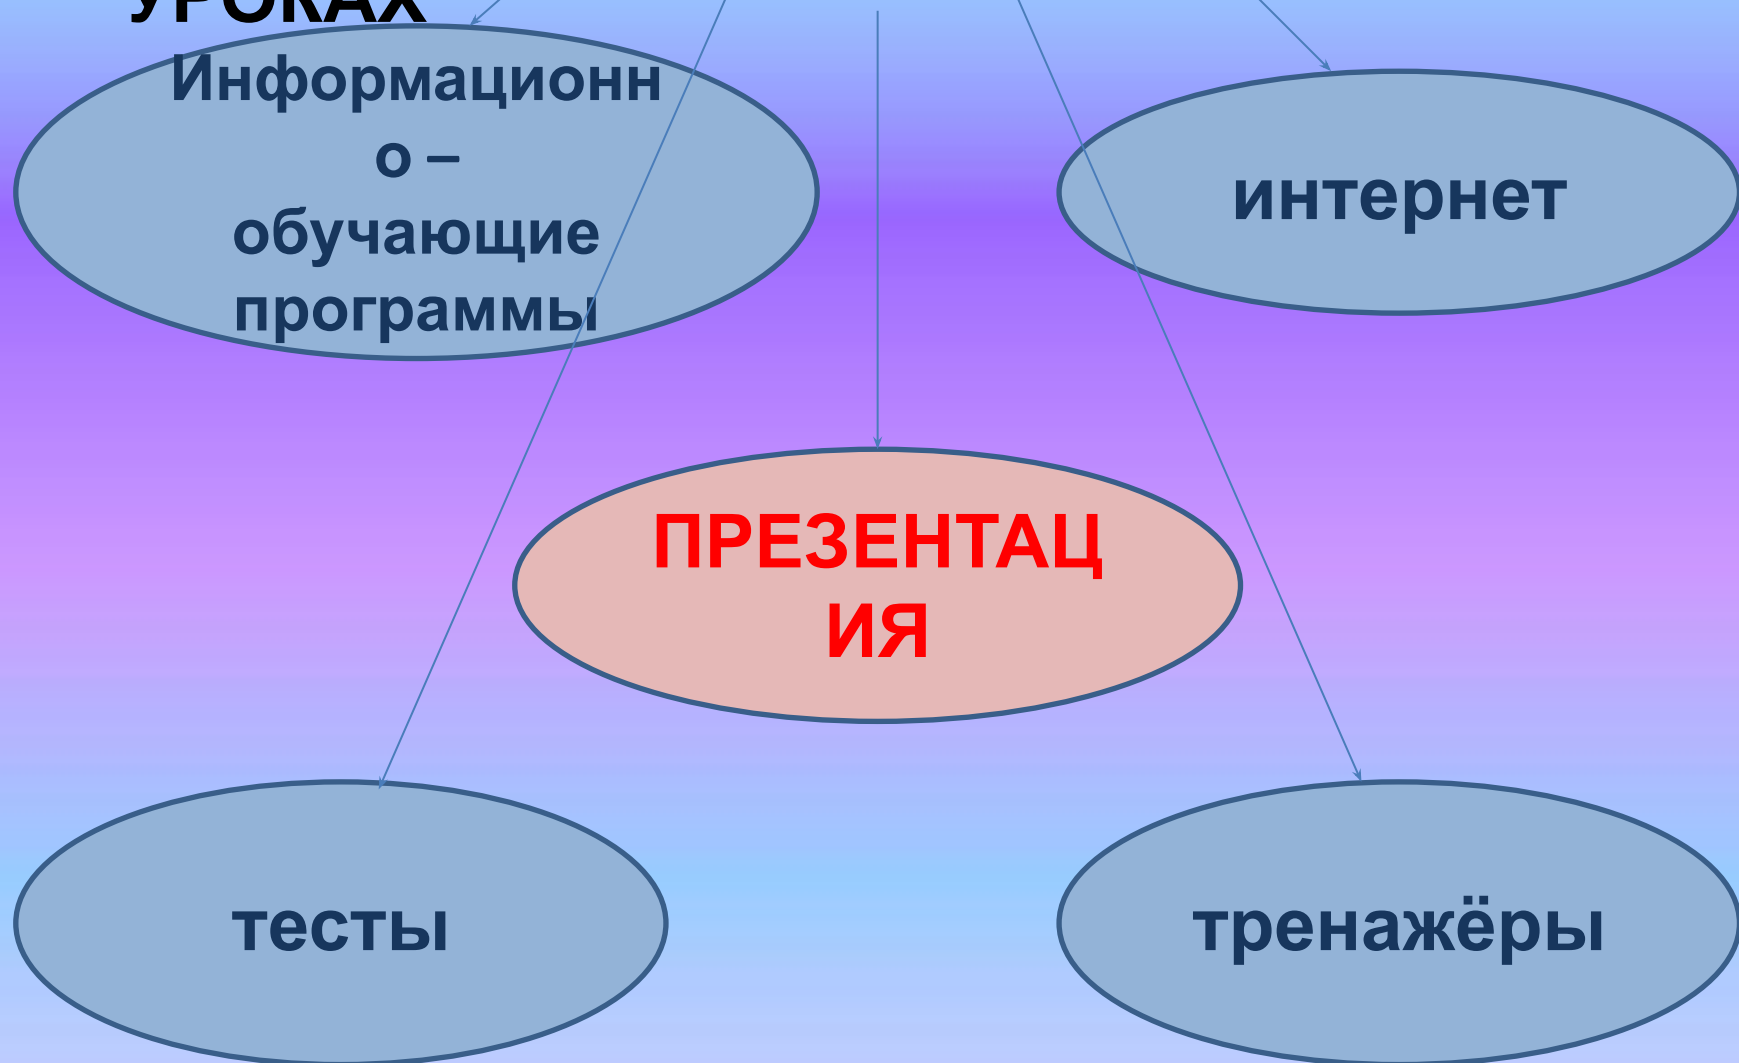 УРОКАХ
Информационн
о –
обучающие
программы
интернет
ПРЕЗЕНТАЦ
ИЯ
тесты
тренажёры